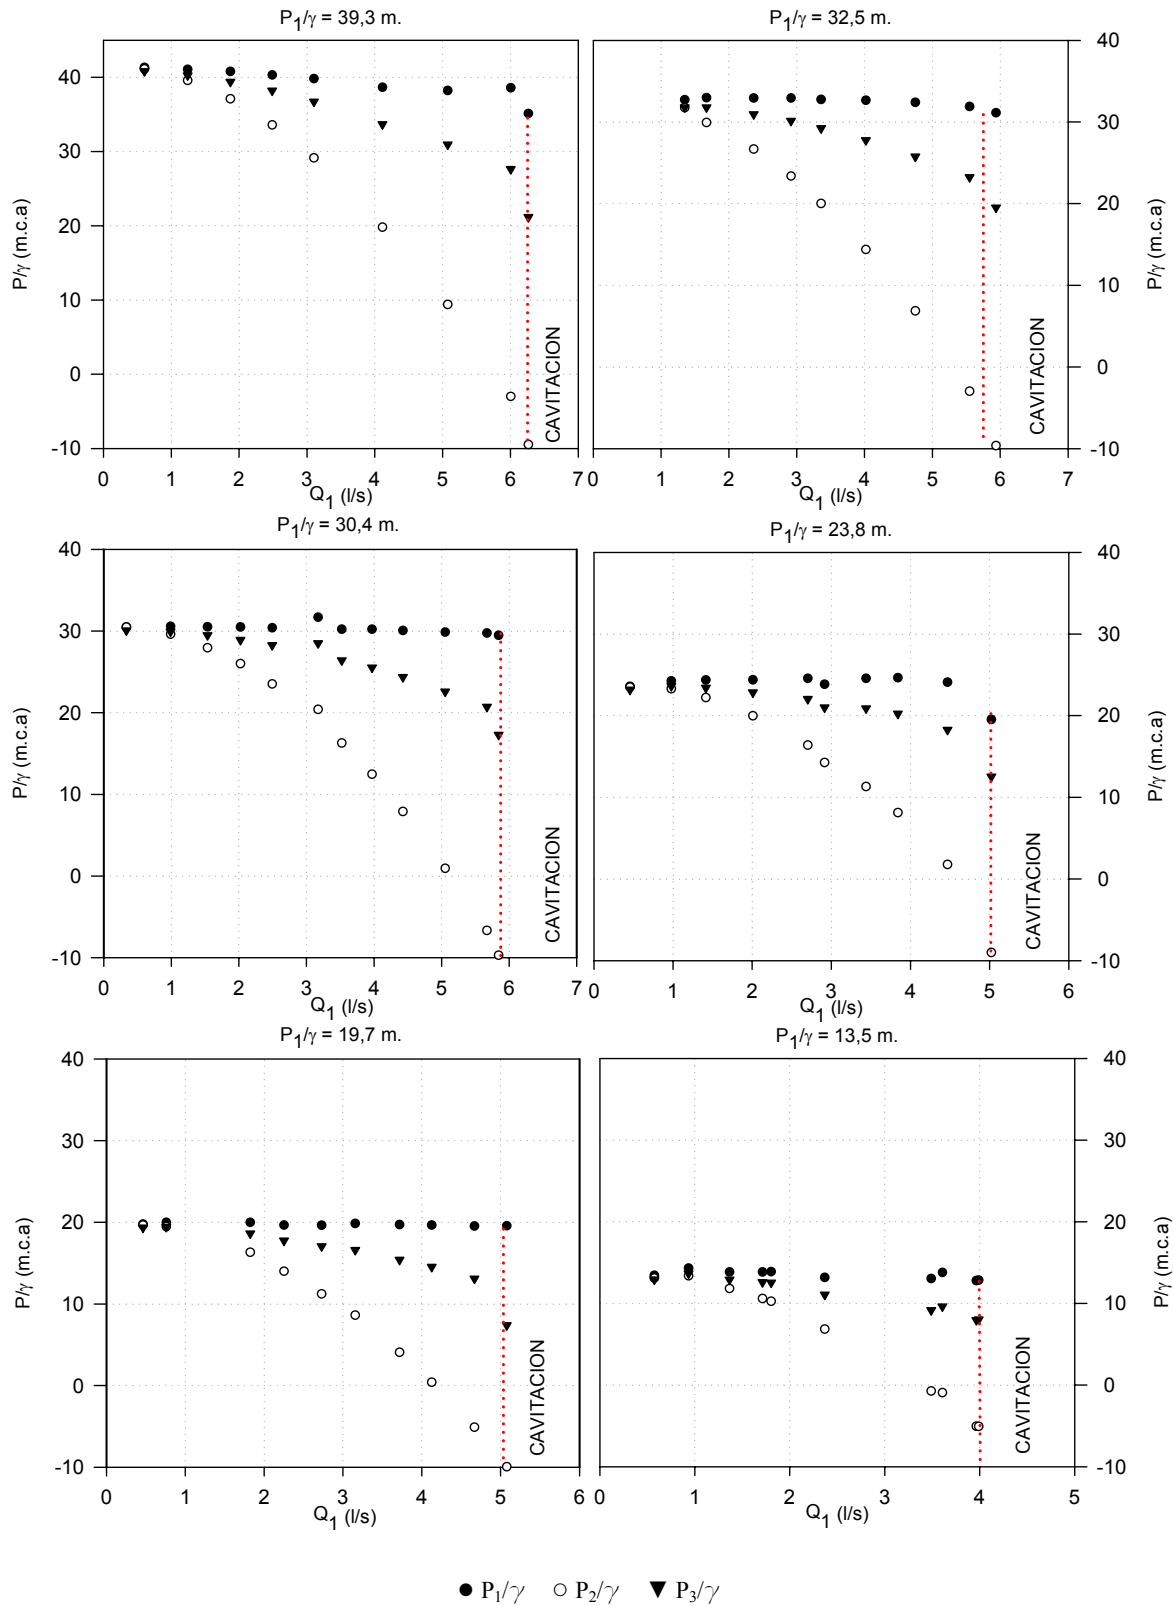 P1/γ = 39,3 m.
40
30
20
10
0
-10
P/γ (m.c.a)
CAVITACION
0 1 2 3 4 5 6 7
Q1 (l/s)
P1/γ = 32,5 m.
40
30
20
10
0
-10
P/γ (m.c.a)
CAVITACION
0 1 2 3 4 5 6 7
Q1 (l/s)
P1/γ = 30,4 m.
40
30
20
10
0
-10
P/γ (m.c.a)
CAVITACION
0 1 2 3 4 5 6 7
Q1 (l/s)
P1/γ = 23,8 m.
40
30
20
10
0
-10
P/γ (m.c.a)
CAVITACION
0 1 2 3 4 5 6
Q1 (l/s)
P1/γ = 19,7 m.
40
30
20
10
0
-10
P/γ (m.c.a)
CAVITACION
0 1 2 3 4 5 6
Q1 (l/s)
P1/γ = 13,5 m.
40
30
20
10
0
-10
P/γ (m.c.a)
CAVITACION
0 1 2 3 4 5
Q1 (l/s)
P1/γ P2/γ P3/γ